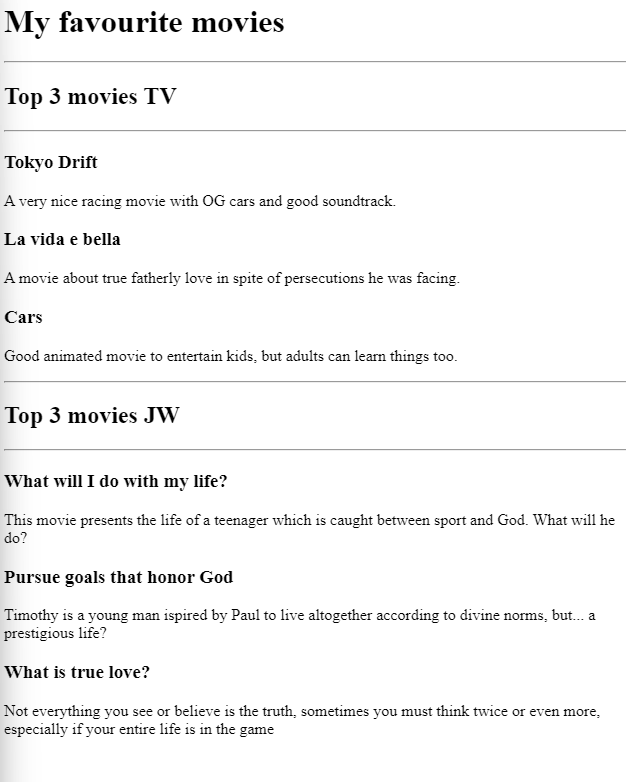 My favourite movies
Top 3 movies TV
Tokyo Drift
A very nice racing movie with OG cars and good soundtrack.
La vida e bella
A movie about true fatherly love in spite of persecutions he was facing.
Cars
Good animated movie to entertain kids, but adults can learn things too.
Top 3 movies JW
What will I do with my life?
This movie presents the life of a teenager which is caught between sport and God. What will he
do?
Pursue goals that honor God
Timothy is a young man ispired by Paul to live altogether according to divine norms, but... a
prestigious life?
What is true love?
Not everything you see or believe is the truth, sometimes you must think twice or even more,
especially if your entire life is in the game